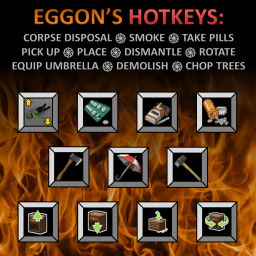 EGGON'S HOTKEYS:
CORPSE DISPOSAL ֍ SMOKE ֍ TAKE PILLS
PICK UP ֍ PLACE ֍ DISMANTLE ֍ ROTATE
EQUIP UMBRELLA ֍ DEMOLISH ֍ CHOP TREES